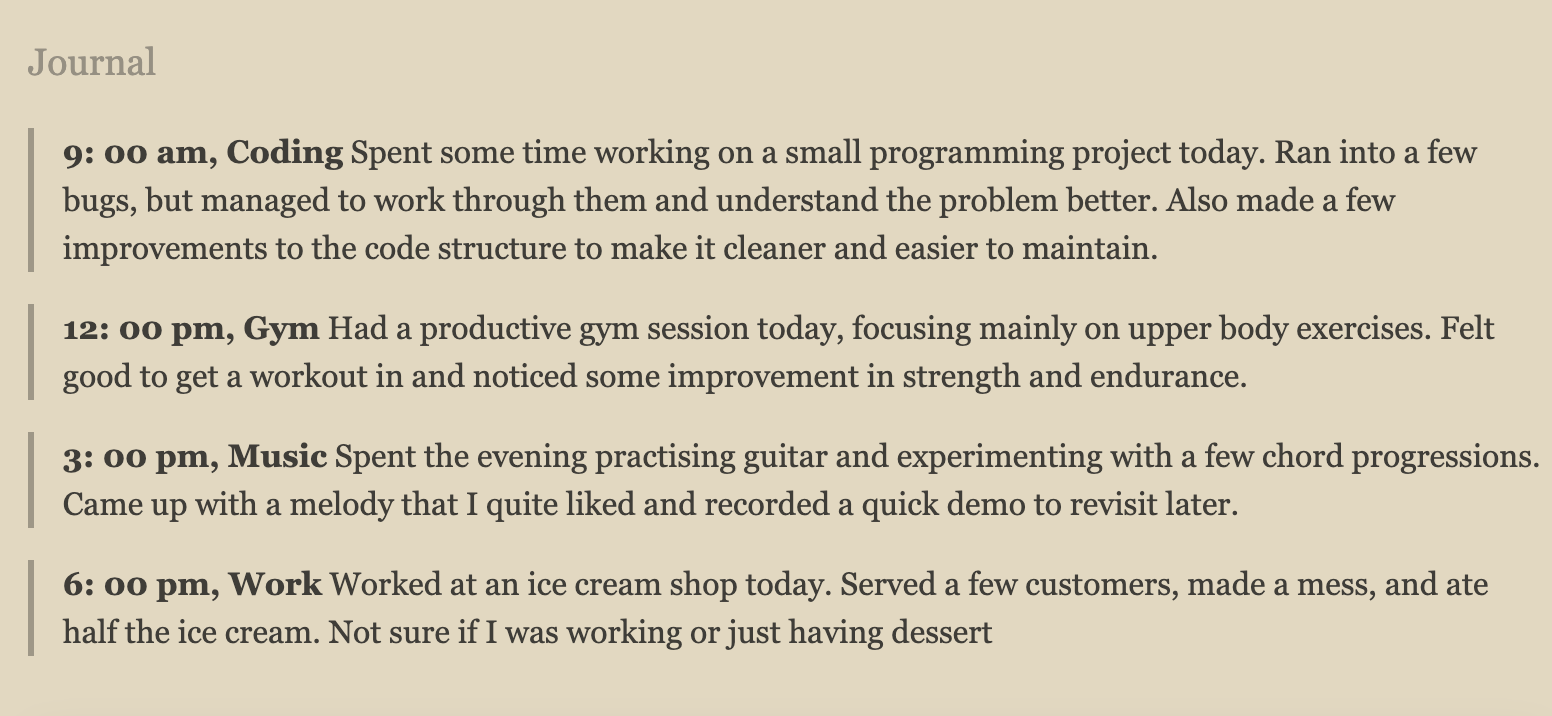 Journal
9: 00 am, Coding Spent some time working on a small programming project today. Ran into a few
bugs, but managed to work through them and understand the problem better. Also made a few
improvements to the code structure to make it cleaner and easier to maintain.
12: 00 pm, Gym Had a productive gym session today, focusing mainly on upper body exercises. Felt
good to get a workout in and noticed some improvement in strength and endurance.
3: 00 pm, Music Spent the evening practising guitar and experimenting with a few chord progressions.
Came up with a melody that I quite liked and recorded a quick demo to revisit later.
6: 00 pm, Work Worked at an ice cream shop today. Served a few customers, made a mess, and ate
half the ice cream. Not sure if I was working or just having dessert